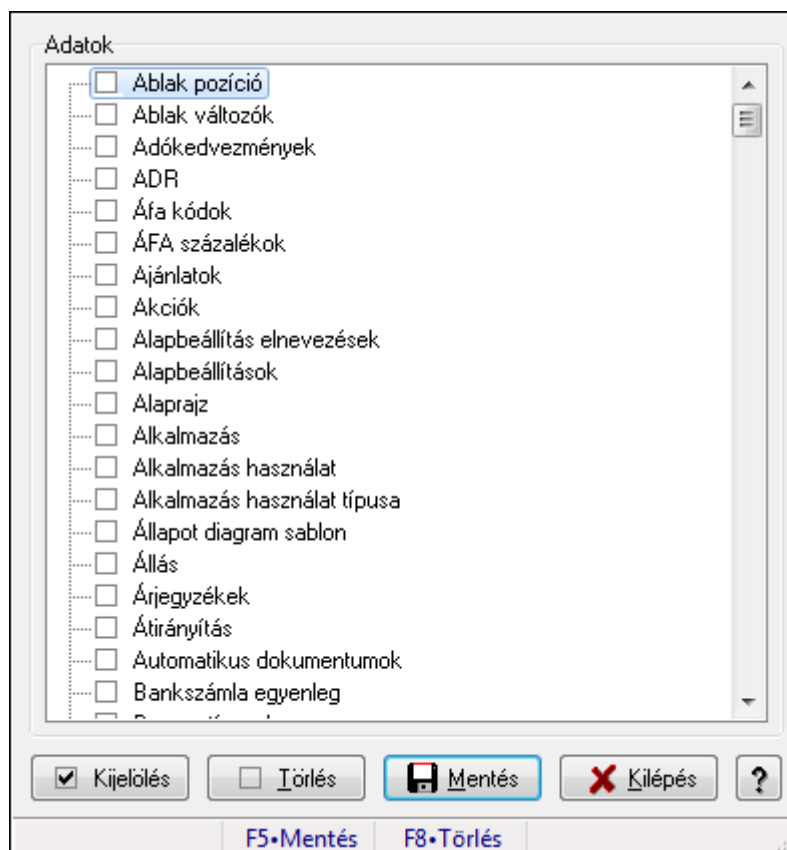 Adatok
Ablak pozíció
Ablak változók
Adókedvezmények
ADR
Áfa kódok
ÁFA százalékok
Ajánlatok
Akciók
Alapbeállítás elnevezések
Alapbeállítások
Alaprajz
Alkalmazás
Alkalmazás használat
Alkalmazás használat típusa
Állapot diagram sablon
Állás
Árjegyzékek
Átirányítás
Automatikus dokumentumok
Bankszámla egyenleg
Kijelölés Törlés Mentés Kilépés ?
F5•Mentés F8•Törlés